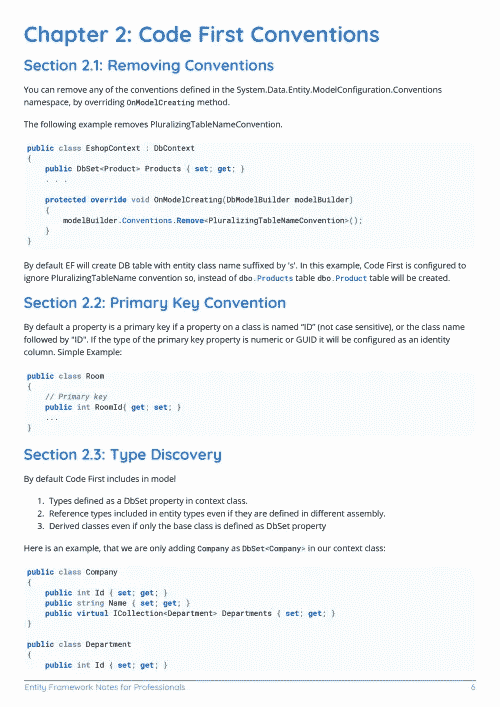 Chapter 2: Code First Conventions
Section 2.1: Removing Conventions
You can remove any of the conventions defined in the System.Data.Entity.ModelConfiguration.Conventions
namespace, by overriding OnModelCreating method.
The following example removes PluralizingTableNameConvention.
public class EshopContext : DbContext
{
    public DbSet<Product> Products { set; get; }
    . . .
    protected override void OnModelCreating(DbModelBuilder modelBuilder)
    {
        modelBuilder.Conventions.Remove<PluralizingTableNameConvention>();
    }
}
By default EF will create DB table with entity class name suffixed by 's'. In this example, Code First is configured to
ignore PluralizingTableName convention so, instead of dbo.Products table dbo.Product table will be created.
Section 2.2: Primary Key Convention
By default a property is a primary key if a property on a class is named “ID” (not case sensitive), or the class name
followed by "ID". If the type of the primary key property is numeric or GUID it will be configured as an identity
column. Simple Example:
public class Room
{
    // Primary key
    public int RoomId{ get; set; }
    ...
}
Section 2.3: Type Discovery
By default Code First includes in model
1. Types defined as a DbSet property in context class.
2. Reference types included in entity types even if they are defined in different assembly.
3. Derived classes even if only the base class is defined as DbSet property
Here is an example, that we are only adding Company as DbSet<Company> in our context class:
public class Company
{
    public int Id { set; get; }
    public string Name { set; get; }
    public virtual ICollection<Department> Departments { set; get; }
}
public class Department
{
    public int Id { set; get; }
Entity Framework Notes for Professionals 6